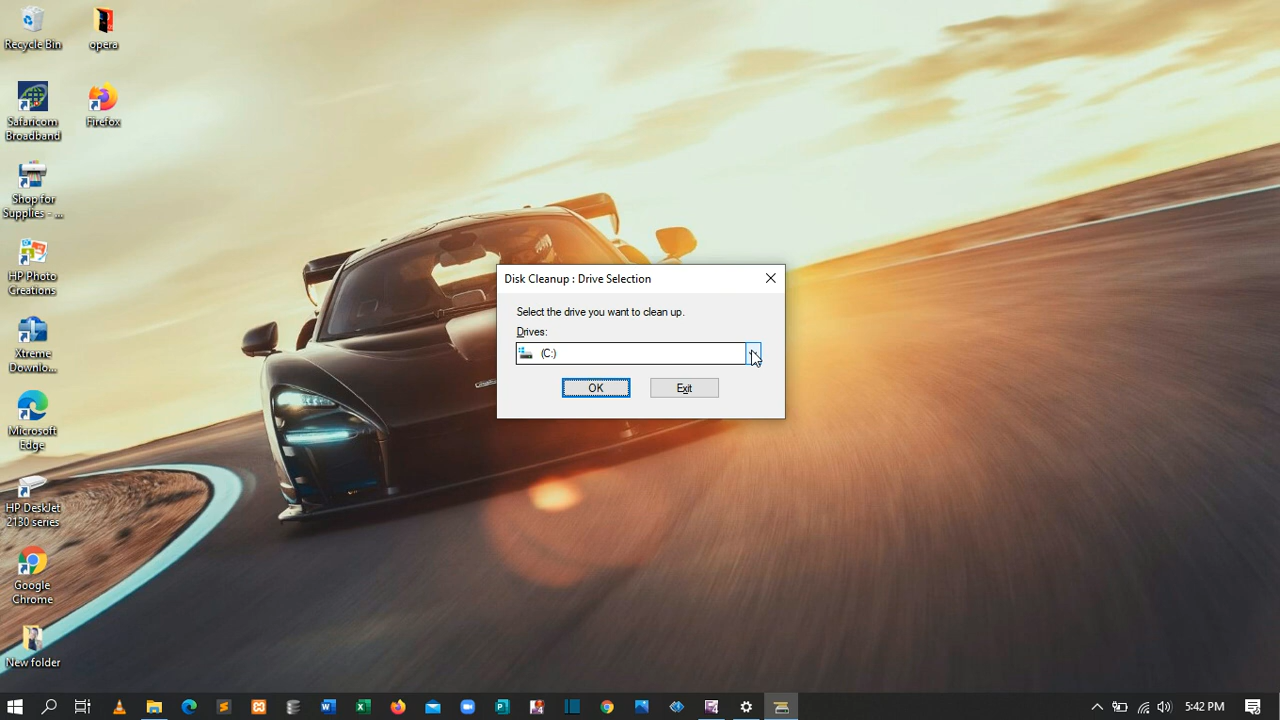 Recycle Bin
opera
Safaricom
Broadband
Firefox
Shop for
Supplies - ...
HP Photo
Creations
Xtreme
Downlo...
Microsoft
Edge
HP DeskJet
2130 series
Google
Chrome
New folder
Disk Cleanup : Drive Selection
Select the drive you want to clean up.
Drives:
(C:)
OK
Exit
5:42 PM